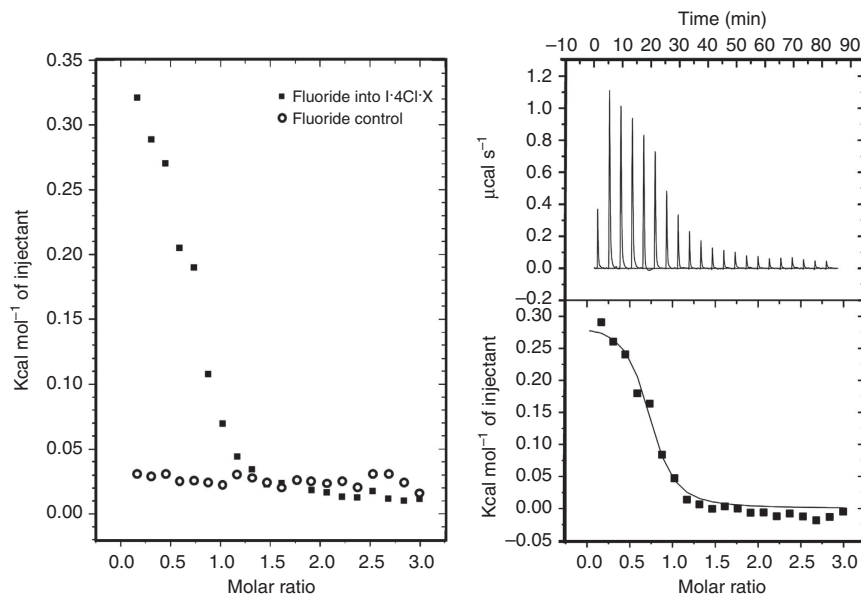 0.35
0.30
0.25
0.20
0.15
0.10
0.05
0.00
Kcal mol⁻¹ of injectant
Fluoride into I·4Cl·X
Fluoride control
0.0 0.5 1.0 1.5 2.0 2.5 3.0
Molar ratio
Time (min)
–10 0 10 20 30 40 50 60 70 80 90
1.2
1.0
0.8
0.6
0.4
0.2
0.0
–0.2
µcal s⁻¹
0.30
0.25
0.20
0.15
0.10
0.05
0.00
–0.05
Kcal mol⁻¹ of injectant
0.0 0.5 1.0 1.5 2.0 2.5 3.0
Molar ratio